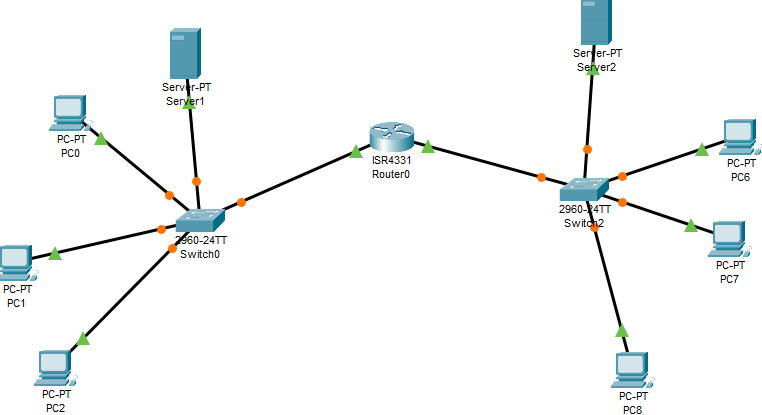 Server-PT
Server1
PC-PT
PC0
PC-PT
PC1
PC-PT
PC2
2960-24TT
Switch0
ISR4331
Router0
Server-PT
Server2
2960-24TT
Switch2
PC-PT
PC6
PC-PT
PC7
PC-PT
PC8